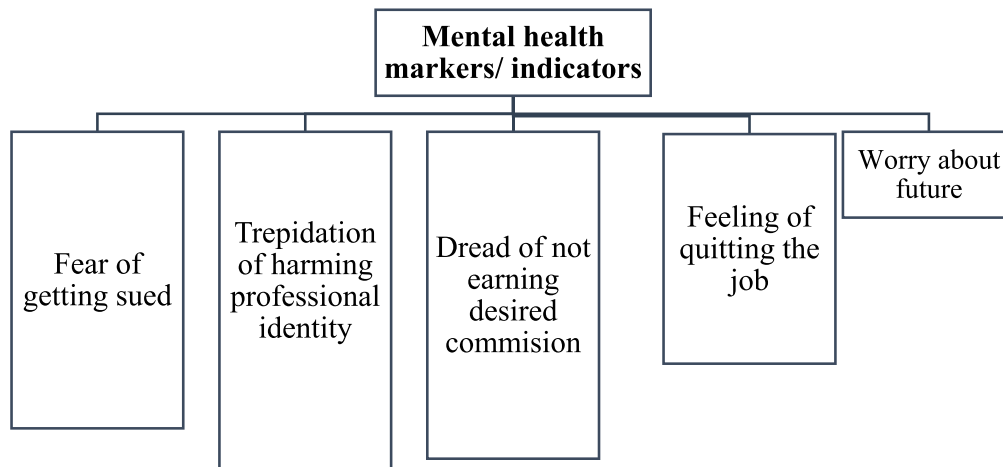 Mental health
markers/ indicators
Fear of
getting sued
Trepidation
of harming
professional
identity
Dread of not
earning
desired
commision
Feeling of
quitting the
job
Worry about
future